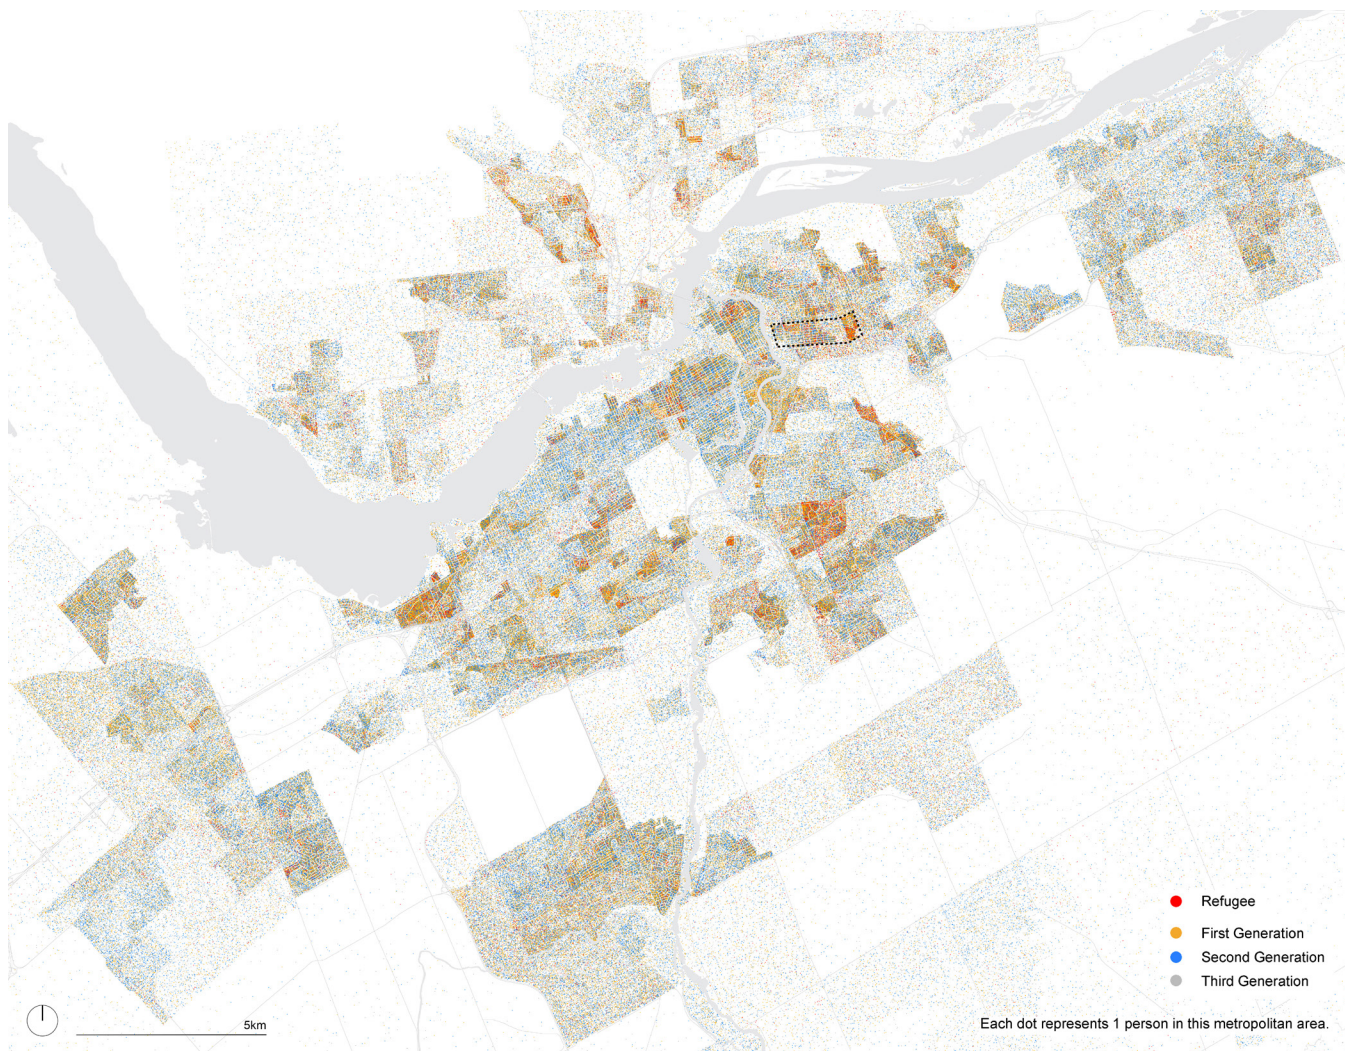 Refugee
First Generation
Second Generation
Third Generation
5km
Each dot represents 1 person in this metropolitan area.